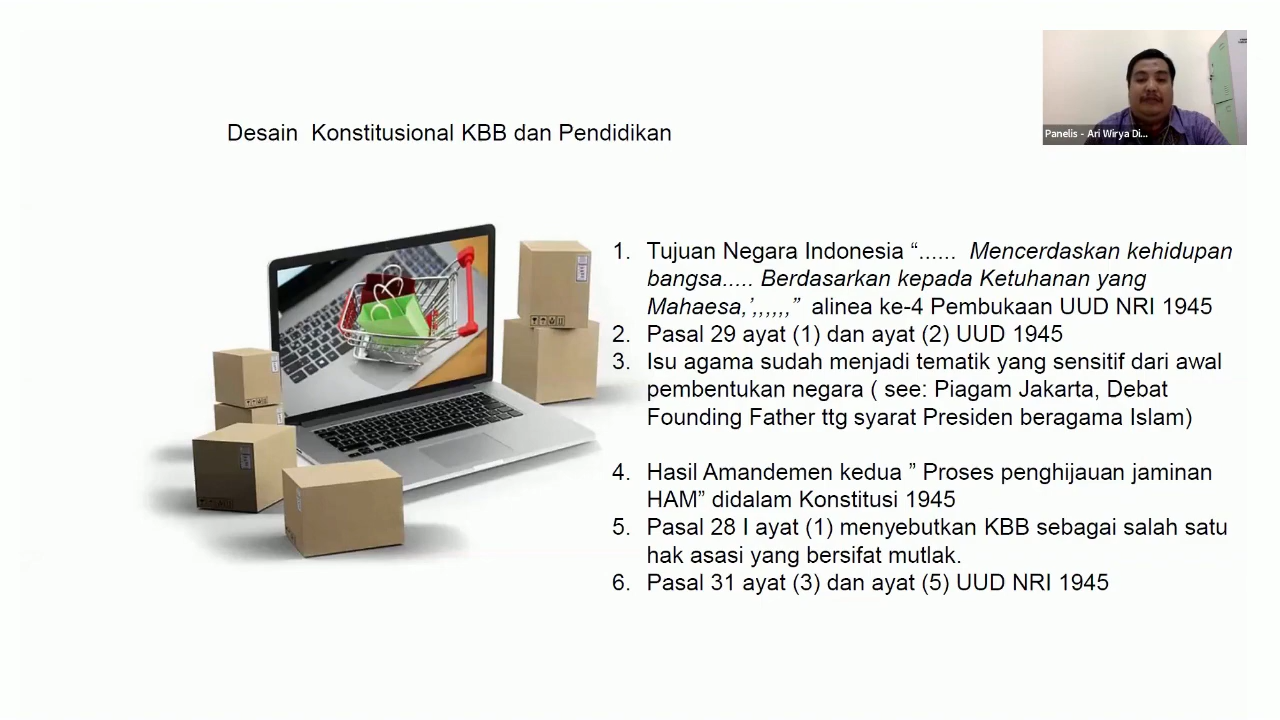 Panelis - Ari Wirya Di...
Desain Konstitusional KBB dan Pendidikan
1. Tujuan Negara Indonesia “...... Mencerdaskan kehidupan
bangsa..... Berdasarkan kepada Ketuhanan yang
Mahaesa,’,,,,,,” alinea ke-4 Pembukaan UUD NRI 1945
2. Pasal 29 ayat (1) dan ayat (2) UUD 1945
3. Isu agama sudah menjadi tematik yang sensitif dari awal
pembentukan negara ( see: Piagam Jakarta, Debat
Founding Father ttg syarat Presiden beragama Islam)
4. Hasil Amandemen kedua ” Proses penghijauan jaminan
HAM” didalam Konstitusi 1945
5. Pasal 28 I ayat (1) menyebutkan KBB sebagai salah satu
hak asasi yang bersifat mutlak.
6. Pasal 31 ayat (3) dan ayat (5) UUD NRI 1945